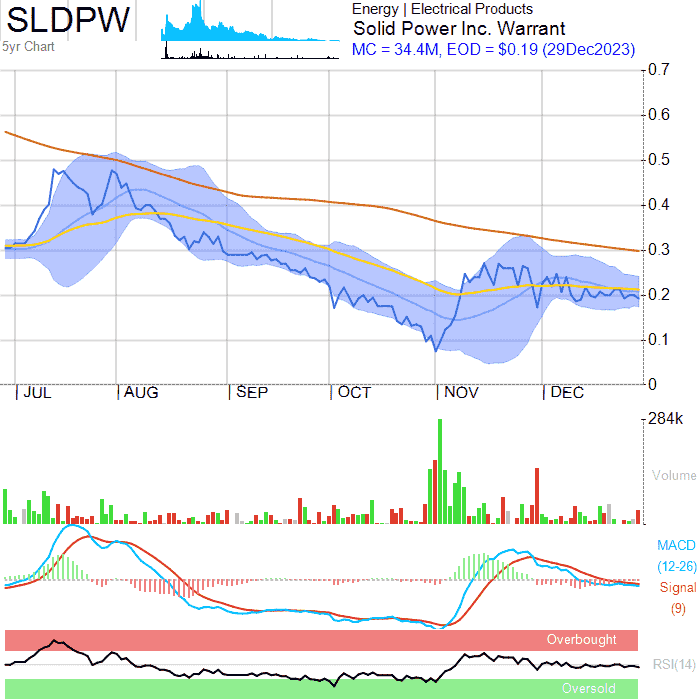 SLDPW
5yr Chart
Energy | Electrical Products
Solid Power Inc. Warrant
MC = 34.4M, EOD = $0.19 (29Dec2023)
0.7
0.6
0.5
0.4
0.3
0.2
0.1
0
JUL
AUG
SEP
OCT
NOV
DEC
284k
Volume
MACD
(12-26)
Signal
(9)
Overbought
RSI(14)
Oversold